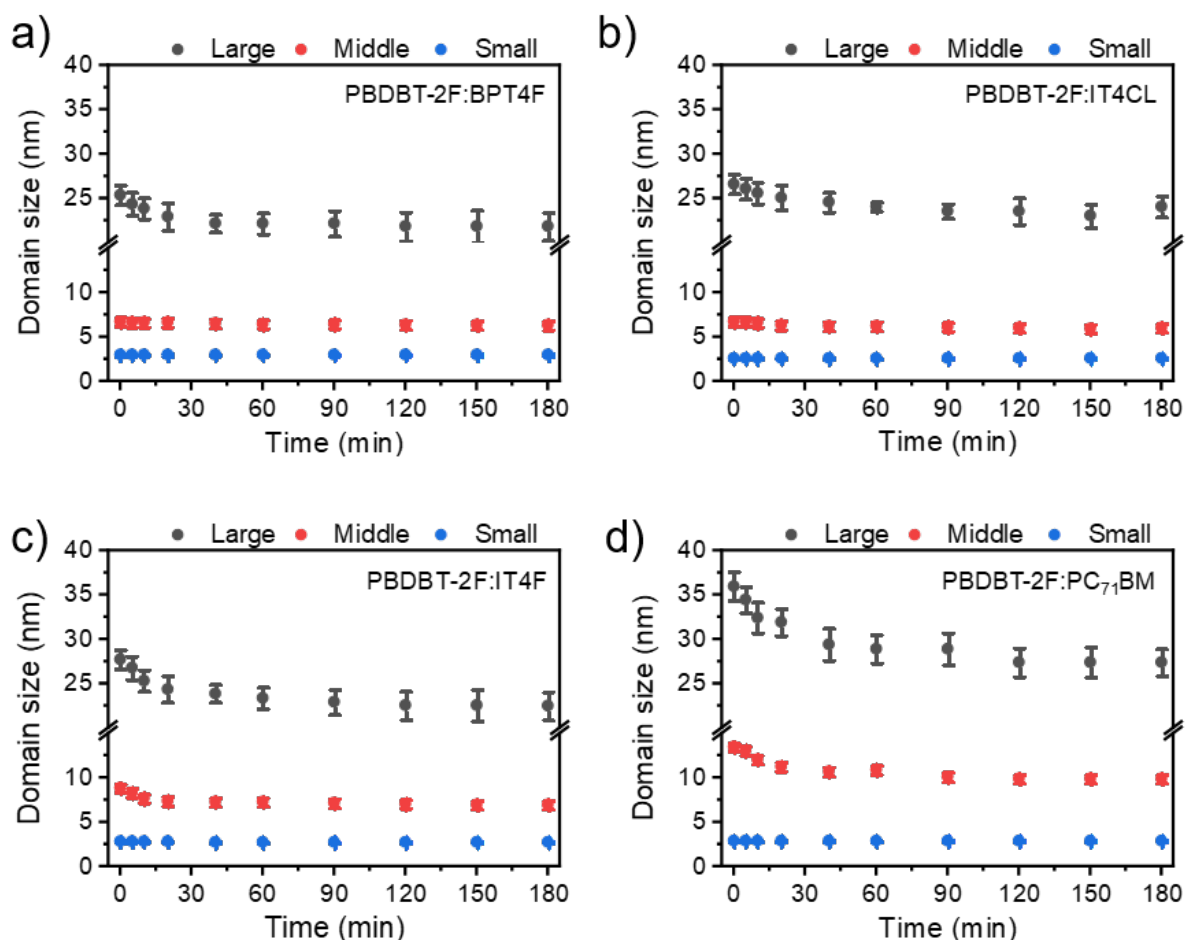 a)
Large Middle Small
PBDBT-2F:BPT4F
Domain size (nm)
40
35
30
25
10
5
0
0 30 60 90 120 150 180
Time (min)
b)
Large Middle Small
PBDBT-2F:IT4CL
Domain size (nm)
40
35
30
25
10
5
0
0 30 60 90 120 150 180
Time (min)
c)
Large Middle Small
PBDBT-2F:IT4F
Domain size (nm)
40
35
30
25
10
5
0
0 30 60 90 120 150 180
Time (min)
d)
Large Middle Small
PBDBT-2F:PC₇₁BM
Domain size (nm)
40
35
30
25
10
5
0
0 30 60 90 120 150 180
Time (min)